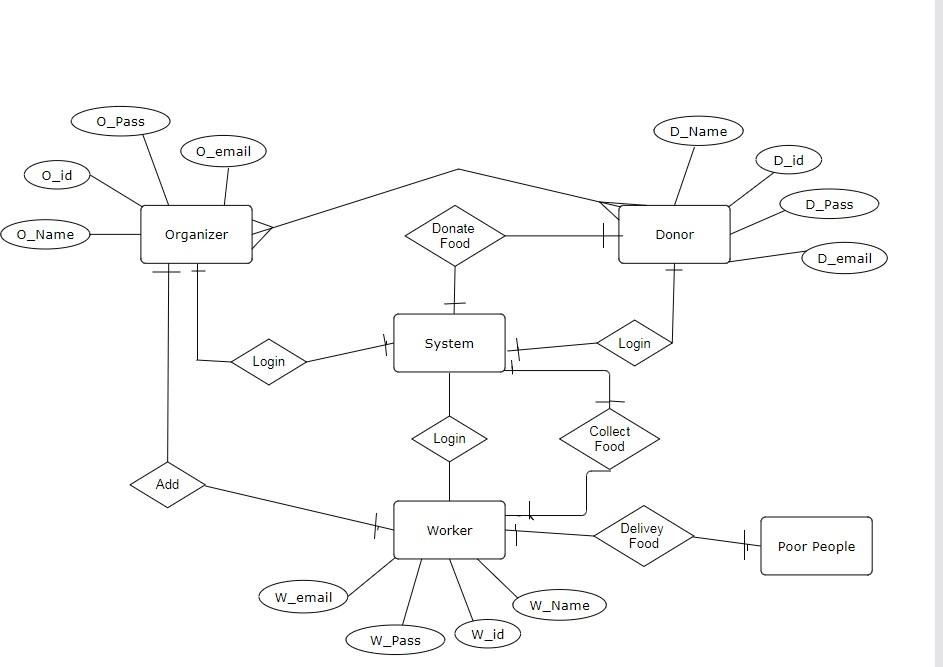 O_Pass
D_Name
O_email
D_id
O_id
D_Pass
O_Name
Organizer
Donate
Food
Donor
D_email
System
Login
Login
Login
Collect
Food
Add
Worker
Delivey
Food
Poor People
W_email
W_Name
W_Pass
W_id